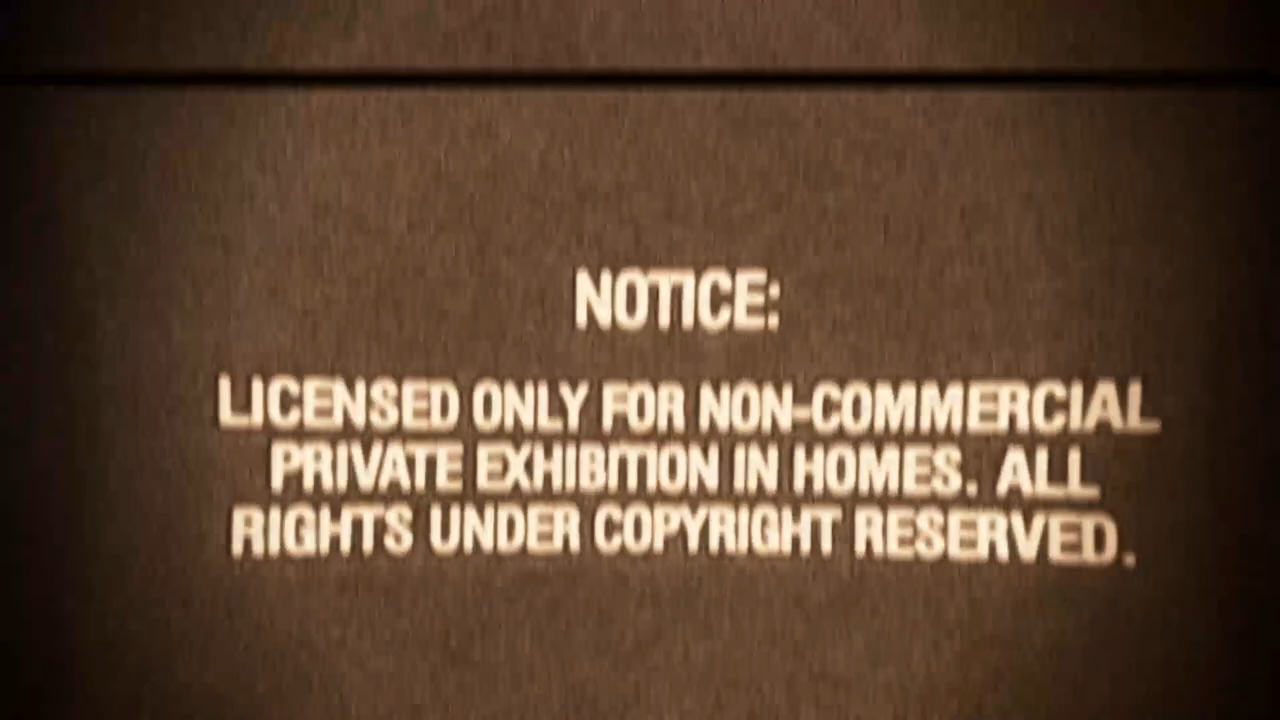 NOTICE:
LICENSED ONLY FOR NON-COMMERCIAL
PRIVATE EXHIBITION IN HOMES. ALL
RIGHTS UNDER COPYRIGHT RESERVED.